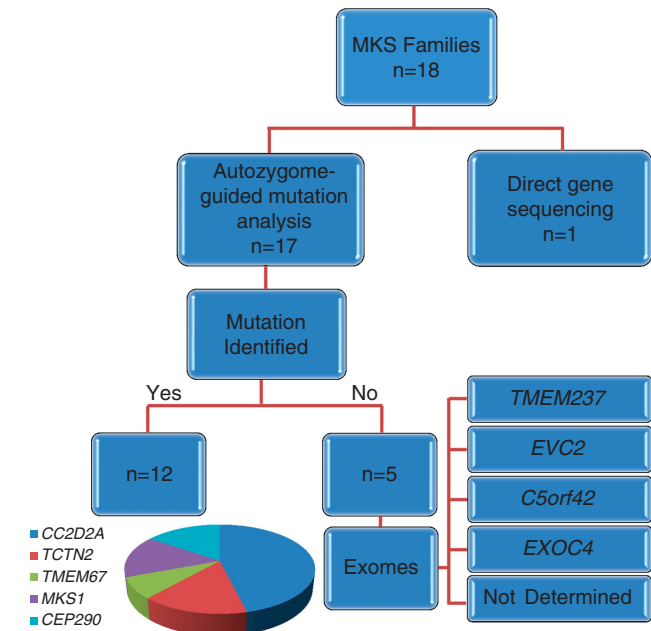 MKS Families
n=18
Autozygome-
guided mutation
analysis
n=17
Direct gene
sequencing
n=1
Mutation
Identified
Yes
No
n=12
n=5
Exomes
TMEM237
EVC2
C5orf42
EXOC4
Not Determined
CC2D2A
TCTN2
TMEM67
MKS1
CEP290